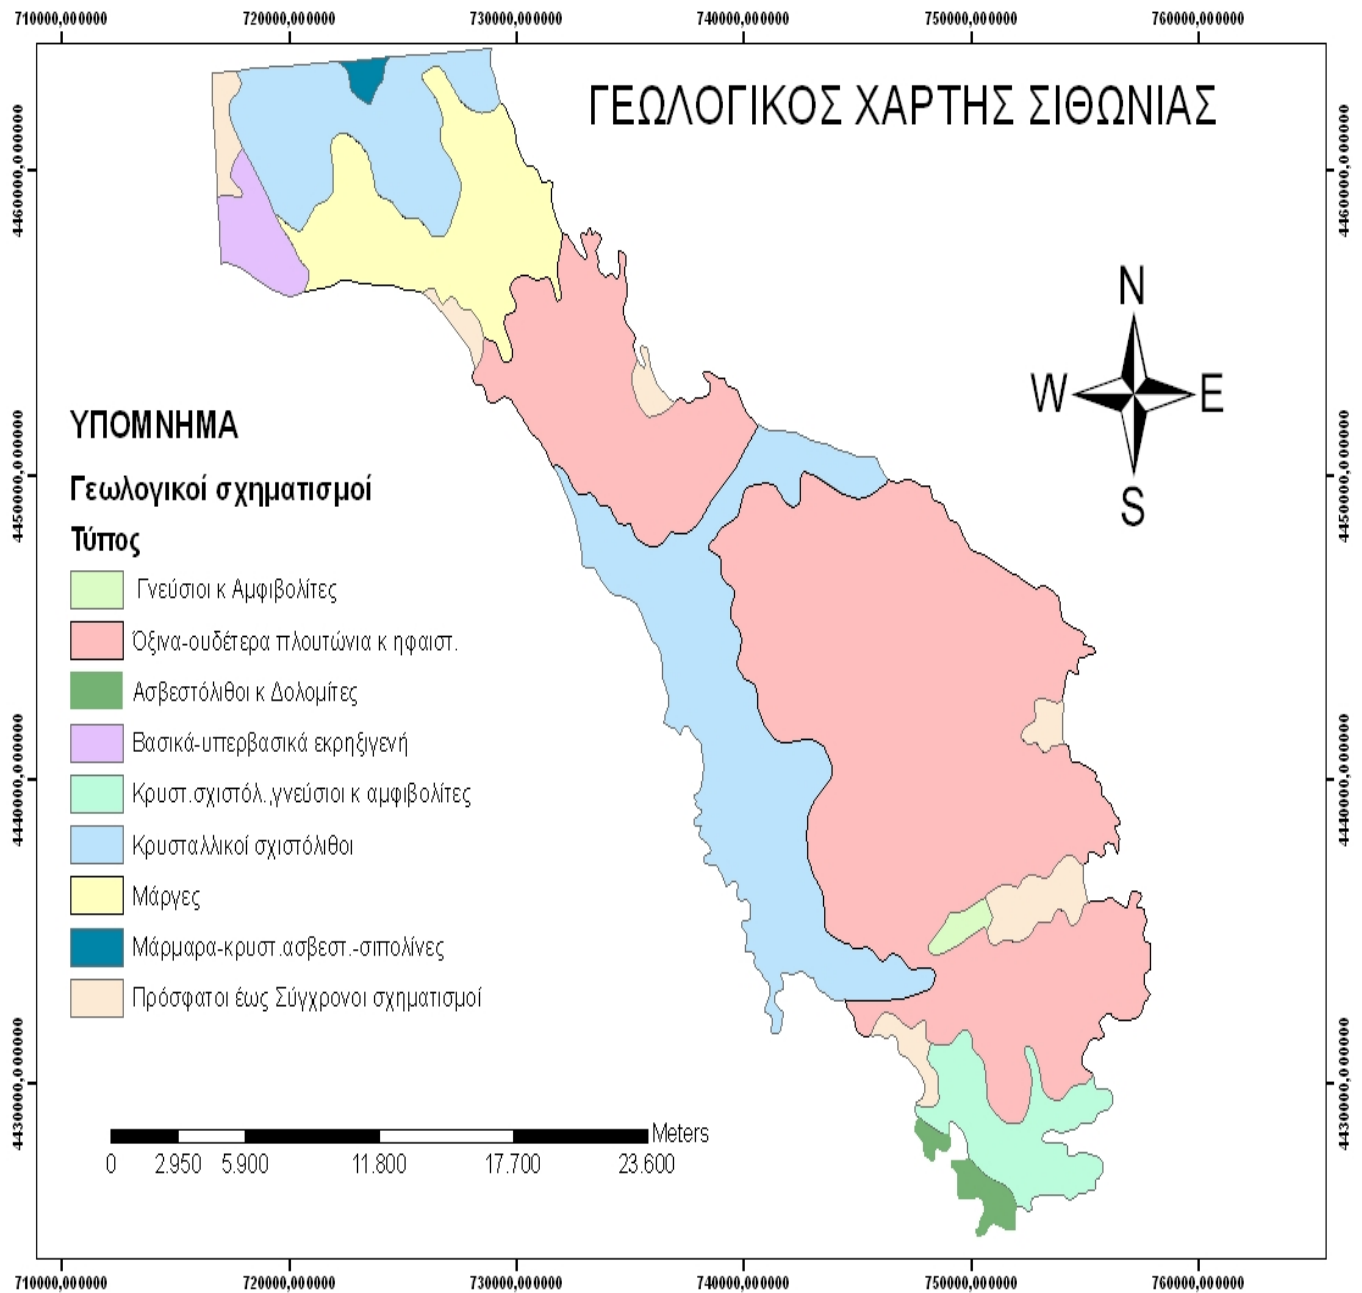 710000,000000 720000,000000 730000,000000 740000,000000 750000,000000 760000,000000
ΓΕΩΛΟΓΙΚΟΣ ΧΑΡΤΗΣ ΣΙΘΩΝΙΑΣ
4460000,000000 4460000,000000
N
W E
S
4450000,000000 4450000,000000
ΥΠΟΜΝΗΜΑ
Γεωλογικοί σχηματισμοί
Τύπος
Γνεύσιοι κ Αμφιβολίτες
Όξινα-ουδέτερα πλουτώνια κ ηφαιστ.
Ασβεστόλιθοι κ Δολομίτες
Βασικά-υπερβασικά εκρηξιγενή
Κρυστ.σχιστόλ.,γνεύσιοι κ αμφιβολίτες
Κρυσταλλικοί σχιστόλιθοι
Μάργες
Μάρμαρα-κρυστ.ασβεστ.-σιπολίνες
Πρόσφατοι έως Σύγχρονοι σχηματισμοί
4440000,000000 4440000,000000
4430000,000000 4430000,000000
Meters
0 2.950 5.900 11.800 17.700 23.600
710000,000000 720000,000000 730000,000000 740000,000000 750000,000000 760000,000000